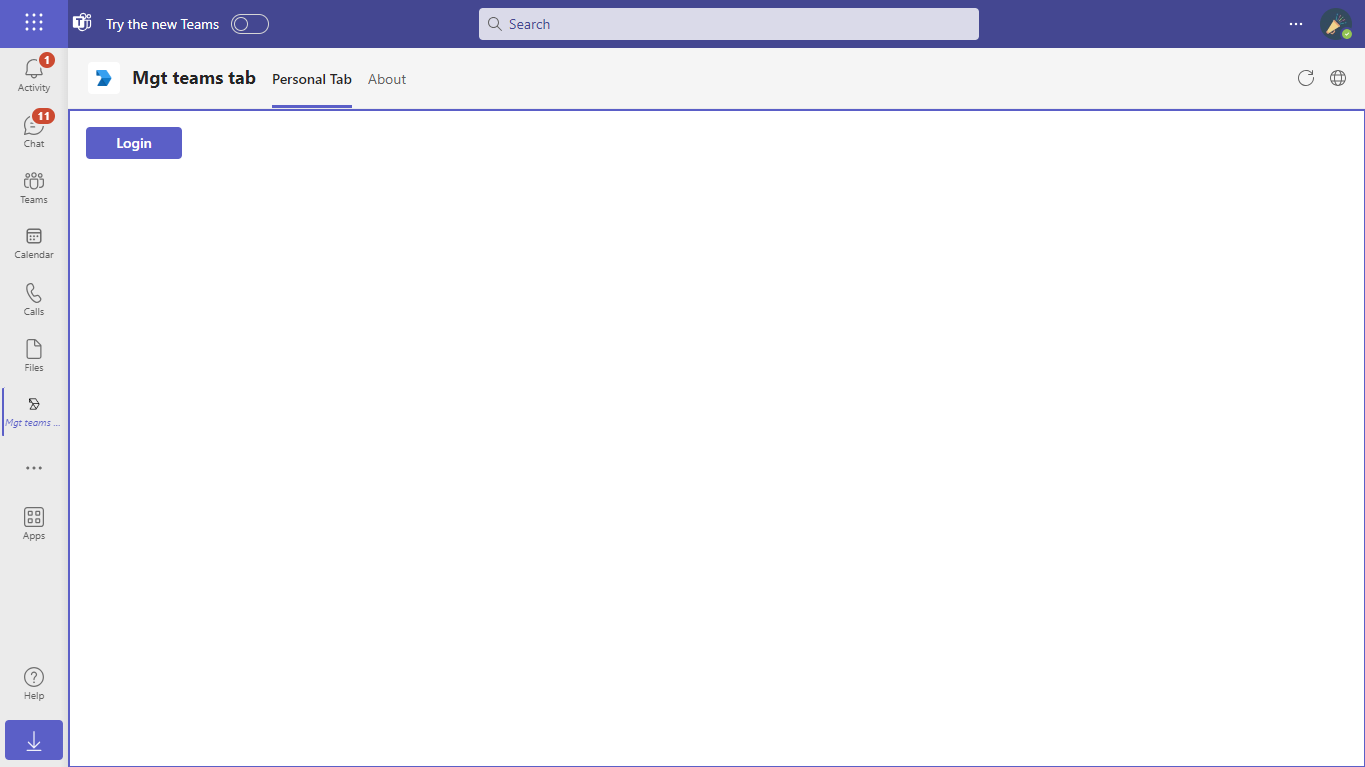 Try the new Teams
Search
1
Activity
11
Chat
Teams
Calendar
Calls
Files
Mgt teams ...
Apps
Help
Mgt teams tab
Personal Tab
About
Login